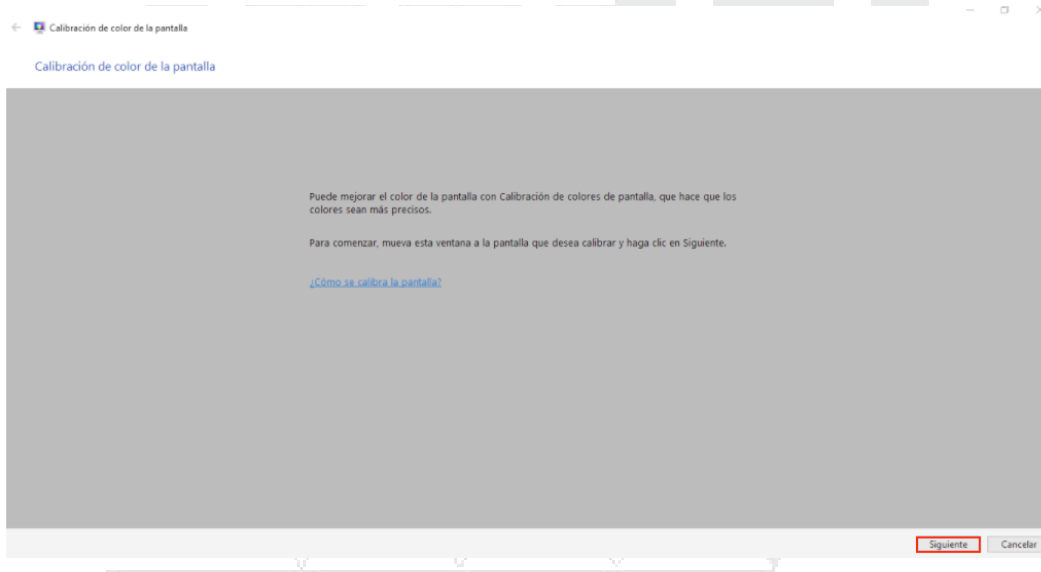 Calibración de color de la pantalla
Calibración de color de la pantalla
Puede mejorar el color de la pantalla con Calibración de colores de pantalla, que hace que los
colores sean más precisos.
Para comenzar, mueva esta ventana a la pantalla que desea calibrar y haga clic en Siguiente.
¿Cómo se calibra la pantalla?
Siguiente Cancelar